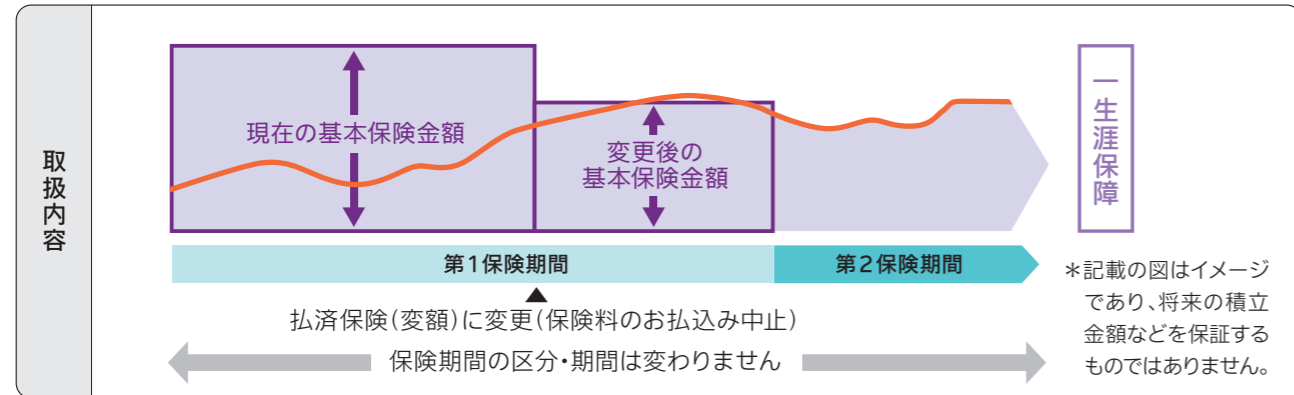 取扱内容
現在の基本保険金額
変更後の
基本保険金額
一生涯保障
第1保険期間
第2保険期間
▲
払済保険(変額)に変更(保険料のお払込み中止)
保険期間の区分・期間は変わりません
＊記載の図はイメージ
であり、将来の積立
金額などを保証する
ものではありません。